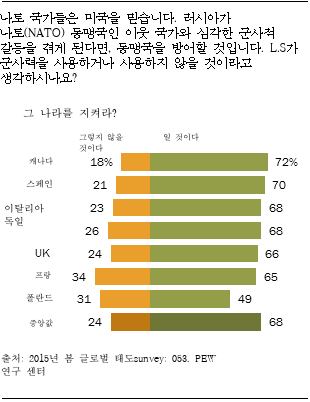 나토 국가들은 미국을 믿습니다. 러시아가
나토(NATO) 동맹국인 이웃 국가와 심각한 군사적
갈등을 겪게 된다면, 동맹국을 방어할 것입니다. L.S가
군사력을 사용하거나 사용하지 않을 것이라고
생각하시나요?
그 나라를 지켜라?
그렇지 않을 것이다
일 것이다
캐나다 18% 72%
스페인 21 70
이탈리아 23 68
독일 26 68
UK 24 66
프랑 34 65
폴란드 31 49
중앙값 24 68
출처: 2015년 봄 글로벌 태도survey: 053. PEW
연구 센터